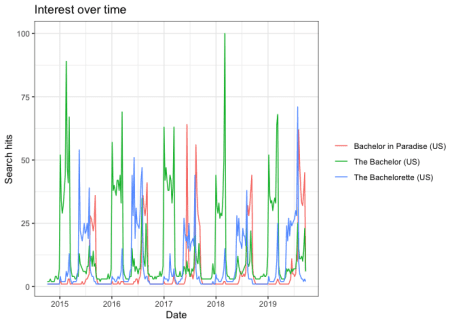 Interest over time
100
75
50
25
0
Search hits
2015 2016 2017 2018 2019
Date
Bachelor in Paradise (US)
The Bachelor (US)
The Bachelorette (US)